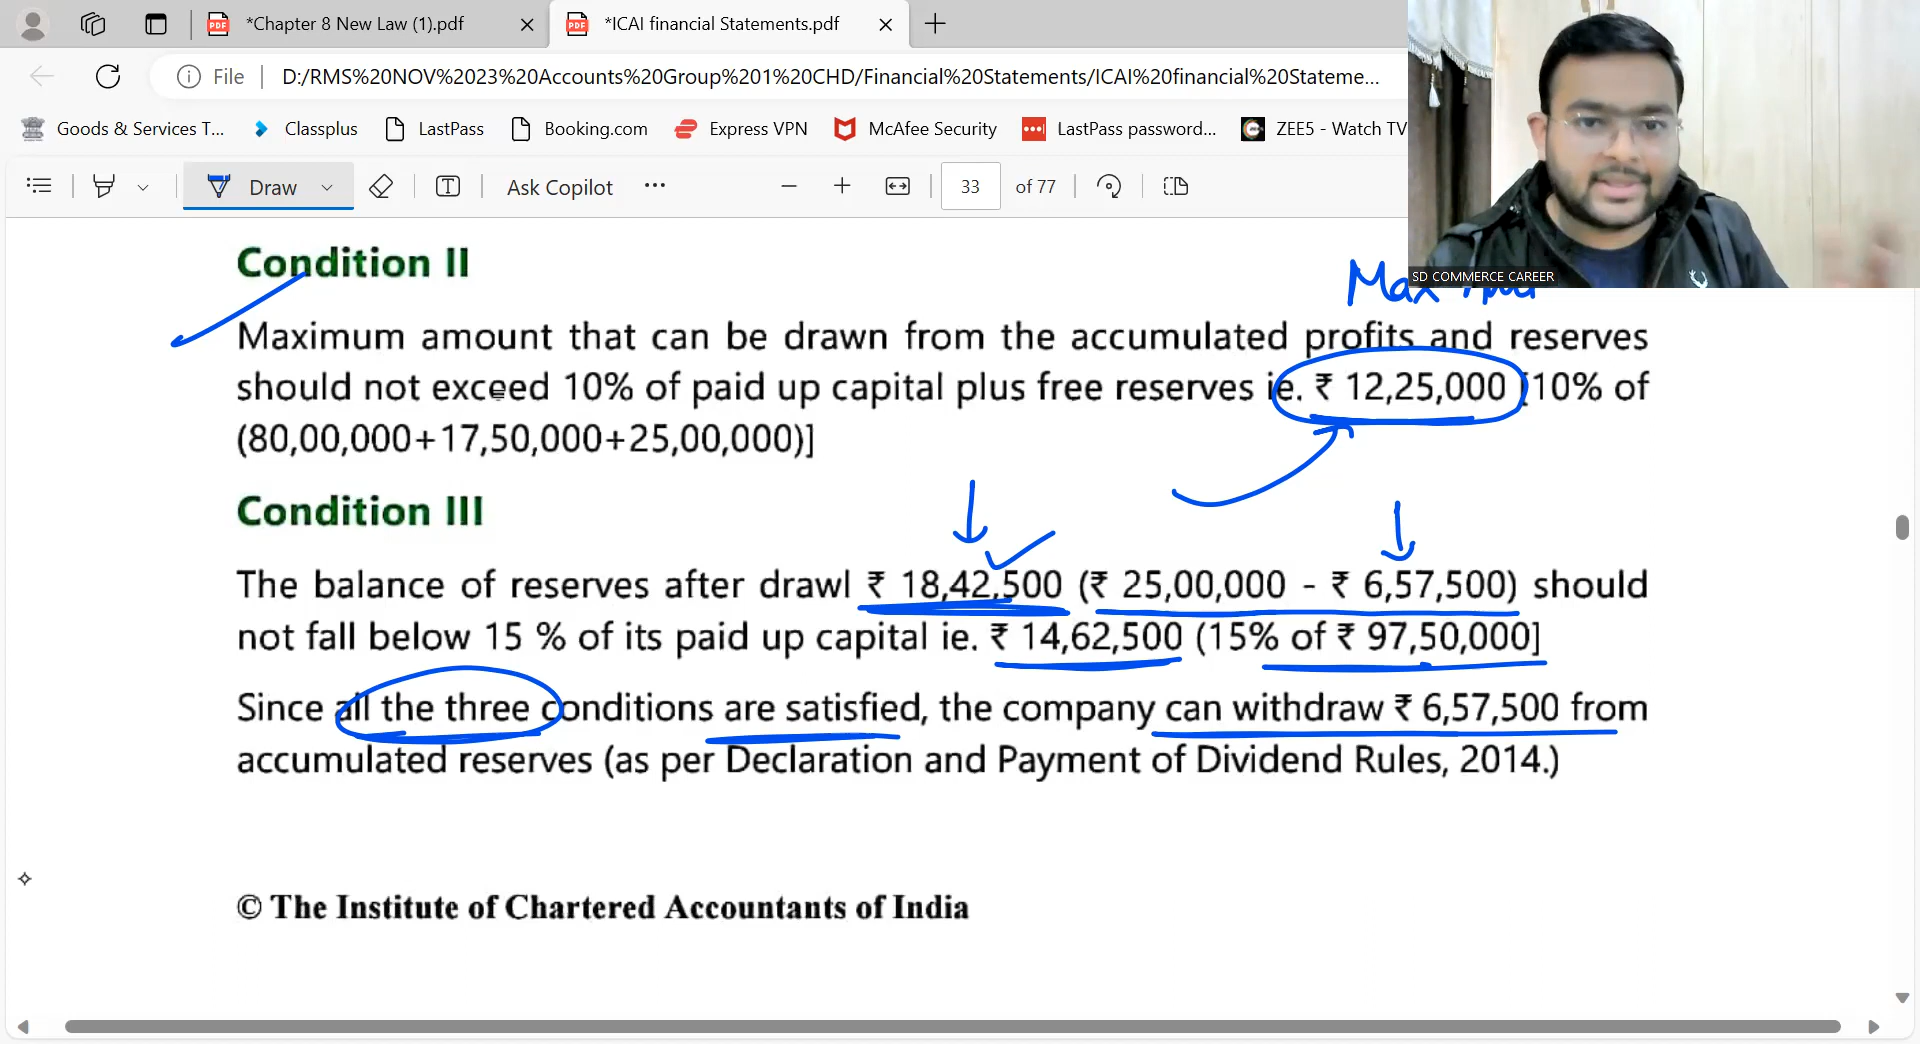 *Chapter 8 New Law (1).pdf
*ICAI financial Statements.pdf
File
D:/RMS%20NOV%2023%20Accounts%20Group%201%20CHD/Financial%20Statements/ICAI%20financial%20Stateme...
Goods & Services T...
Classplus
LastPass
Booking.com
Express VPN
McAfee Security
LastPass password...
ZEE5 - Watch TV
Draw
Ask Copilot
33
of 77
SD COMMERCE CAREER
Condition II
Max
Maximum amount that can be drawn from the accumulated profits and reserves
should not exceed 10% of paid up capital plus free reserves ie. ₹ 12,25,000 [10% of
(80,00,000+17,50,000+25,00,000)]
Condition III
The balance of reserves after drawl ₹ 18,42,500 (₹ 25,00,000 - ₹ 6,57,500) should
not fall below 15 % of its paid up capital ie. ₹ 14,62,500 (15% of ₹ 97,50,000]
Since all the three conditions are satisfied, the company can withdraw ₹ 6,57,500 from
accumulated reserves (as per Declaration and Payment of Dividend Rules, 2014.)
© The Institute of Chartered Accountants of India